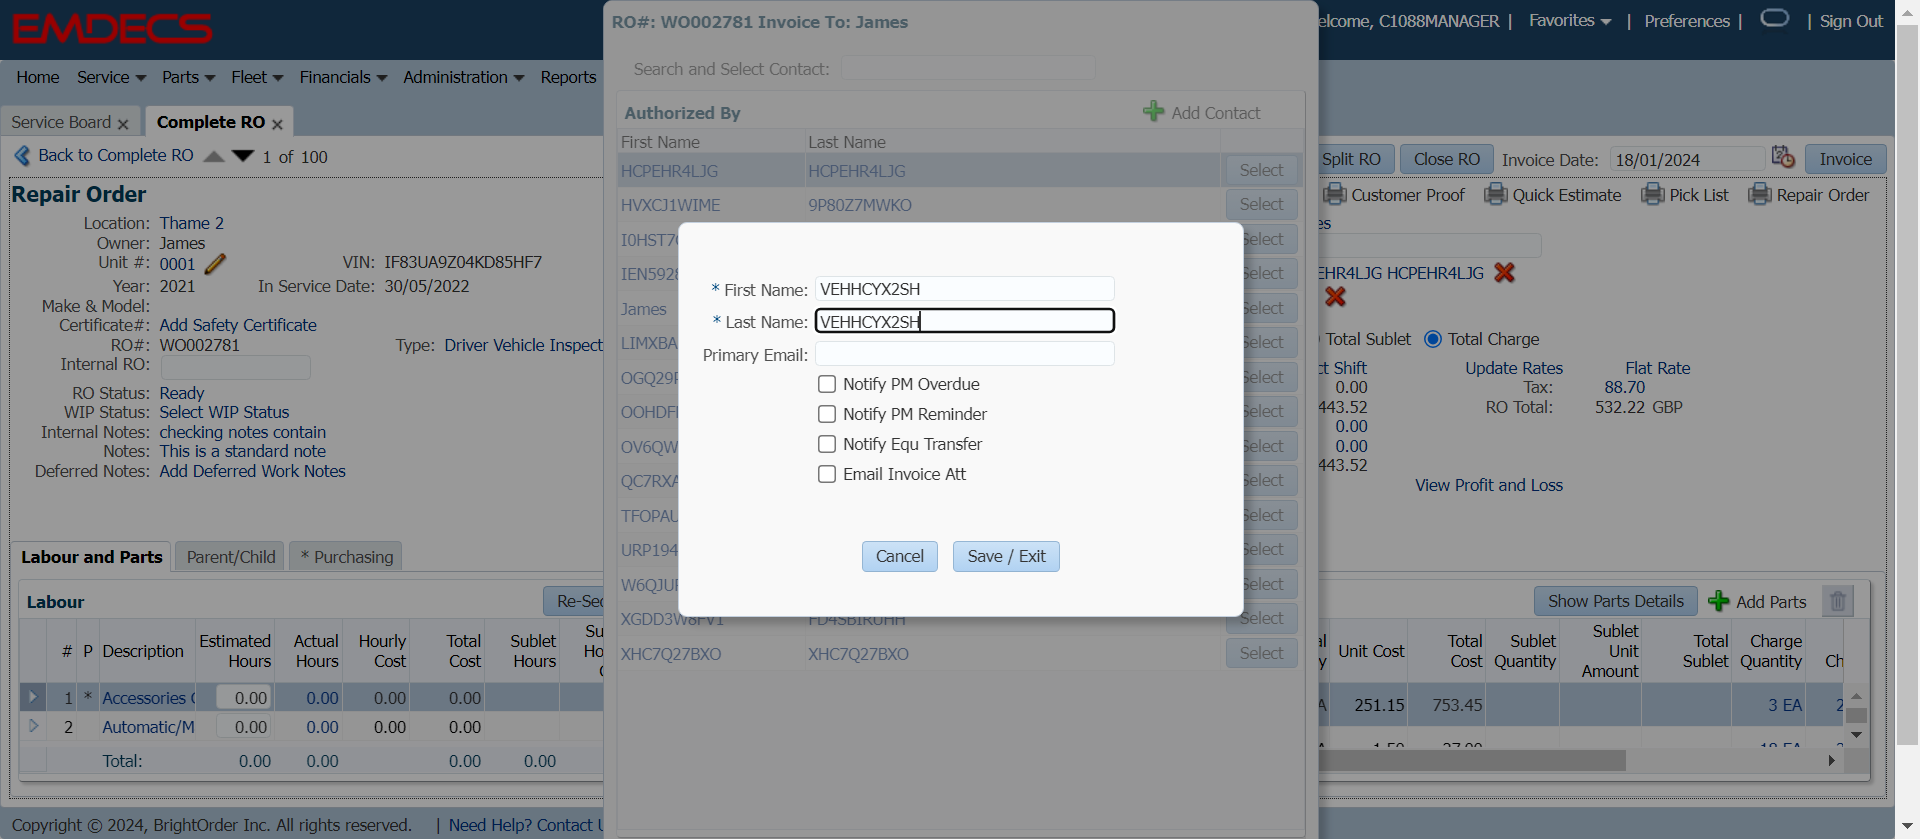 EMDECS
elcome, C1088MANAGER | Favorites | Preferences | | Sign Out
Home Service Parts Fleet Financials Administration Reports
Service Board Complete RO
Back to Complete RO 1 of 100
Repair Order
Location: Thame 2
Owner: James
Unit #: 0001 VIN: IF83UA9Z04KD85HF7
Year: 2021 In Service Date: 30/05/2022
Make & Model:
Certificate#: Add Safety Certificate
RO#: WO002781 Type: Driver Vehicle Inspect
Internal RO:
RO Status: Ready
WIP Status: Select WIP Status
Internal Notes: checking notes contain
Notes: This is a standard note
Deferred Notes: Add Deferred Work Notes
Labour and Parts Parent/Child * Purchasing
Labour Re-Sec
# P Description Estimated Hours Actual Hours Hourly Cost Total Cost Sublet Hours
1 * Accessories 0.00 0.00 0.00 0.00
2 Automatic/M 0.00 0.00 0.00 0.00
Total: 0.00 0.00 0.00 0.00
Copyright © 2024, BrightOrder Inc. All rights reserved. | Need Help? Contact
RO#: WO002781 Invoice To: James
Search and Select Contact:
Authorized By Add Contact
First Name Last Name
HCPEHR4LJG HCPEHR4LJG Select
HVXCJ1WIME 9P80Z7MWKO Select
I0HST7 Select
IEN592 Select
James Select
LIMXBA Select
OGQ29 Select
OOHDF Select
OV6QW Select
QC7RXA Select
TFOPAU Select
URP194 Select
W6QJU Select
XGDD3W8FV1 FD4SBIRUHH Select
XHC7Q27BXO XHC7Q27BXO Select
* First Name: VEHHCYX2SH
* Last Name: VEHHCYX2SH
Primary Email:
Notify PM Overdue
Notify PM Reminder
Notify Equ Transfer
Email Invoice Att
Cancel Save / Exit
Split RO Close RO Invoice Date: 18/01/2024 Invoice
Customer Proof Quick Estimate Pick List Repair Order
es
EHR4LJG HCPEHR4LJG
Total Sublet Total Charge
ct Shift Update Rates Flat Rate
0.00 Tax: 88.70
443.52 RO Total: 532.22 GBP
0.00
0.00
443.52
View Profit and Loss
Show Parts Details Add Parts
Unit Cost Total Cost Sublet Quantity Sublet Unit Amount Total Sublet Charge Quantity Ch
A 251.15 753.45 3 EA 2